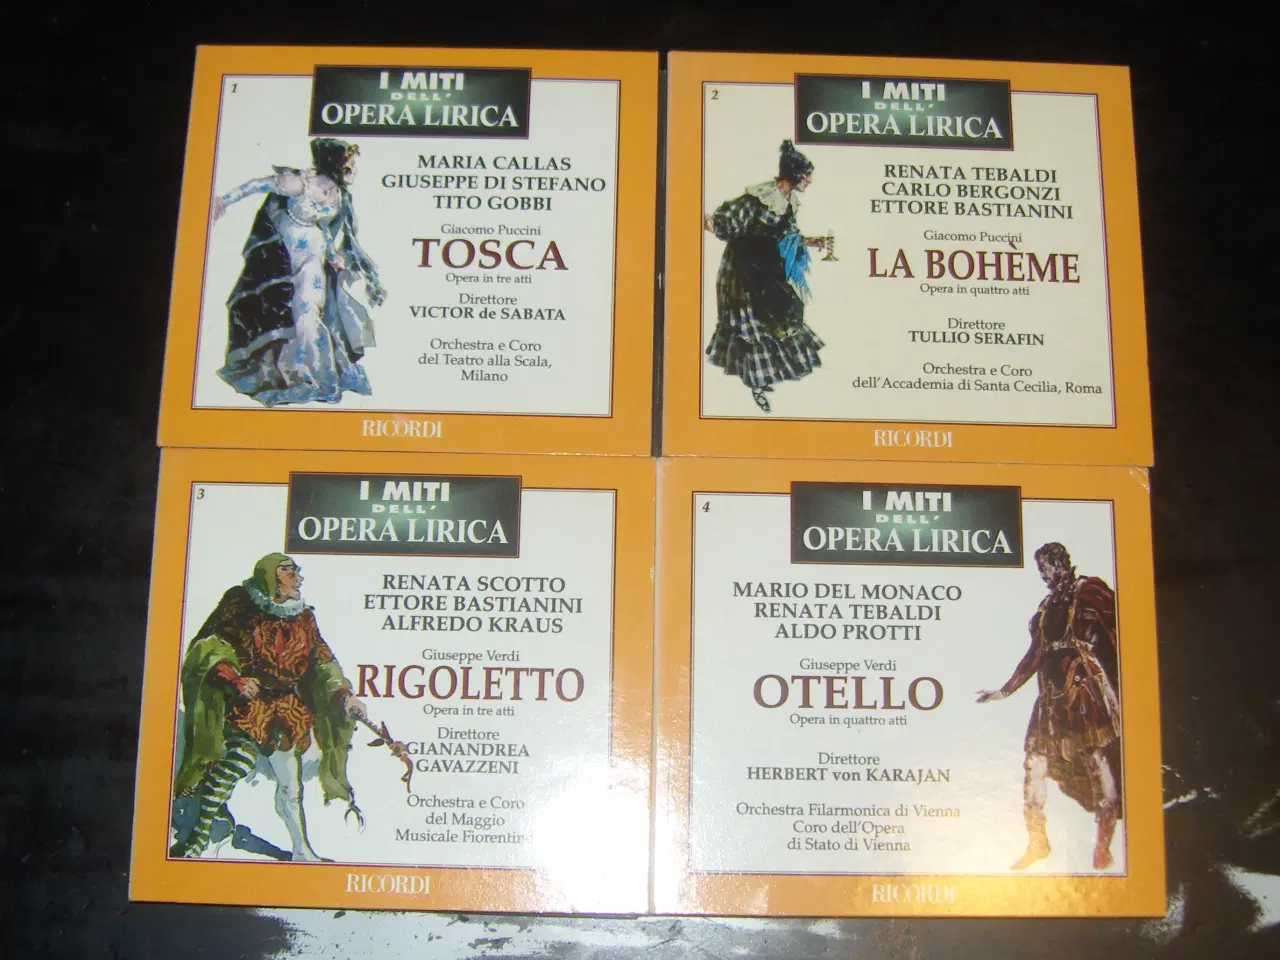 1
I MITI
DELL'
OPERA LIRICA
MARIA CALLAS
GIUSEPPE DI STEFANO
TITO GOBBI
Giacomo Puccini
TOSCA
Opera in tre atti
Direttore
VICTOR de SABATA
Orchestra e Coro
del Teatro alla Scala,
Milano
RICORDI
2
I MITI
DELL'
OPERA LIRICA
RENATA TEBALDI
CARLO BERGONZI
ETTORE BASTIANINI
Giacomo Puccini
LA BOHÈME
Opera in quattro atti
Direttore
TULLIO SERAFIN
Orchestra e Coro
dell'Accademia di Santa Cecilia, Roma
RICORDI
3
I MITI
DELL'
OPERA LIRICA
RENATA SCOTTO
ETTORE BASTIANINI
ALFREDO KRAUS
Giuseppe Verdi
RIGOLETTO
Opera in tre atti
Direttore
GIANANDREA
GAVAZZENI
Orchestra e Coro
del Maggio
Musicale Fiorentino
RICORDI
4
I MITI
DELL'
OPERA LIRICA
MARIO DEL MONACO
RENATA TEBALDI
ALDO PROTTI
Giuseppe Verdi
OTELLO
Opera in quattro atti
Direttore
HERBERT von KARAJAN
Orchestra Filarmonica di Vienna
Coro dell'Opera
di Stato di Vienna
RICORDI